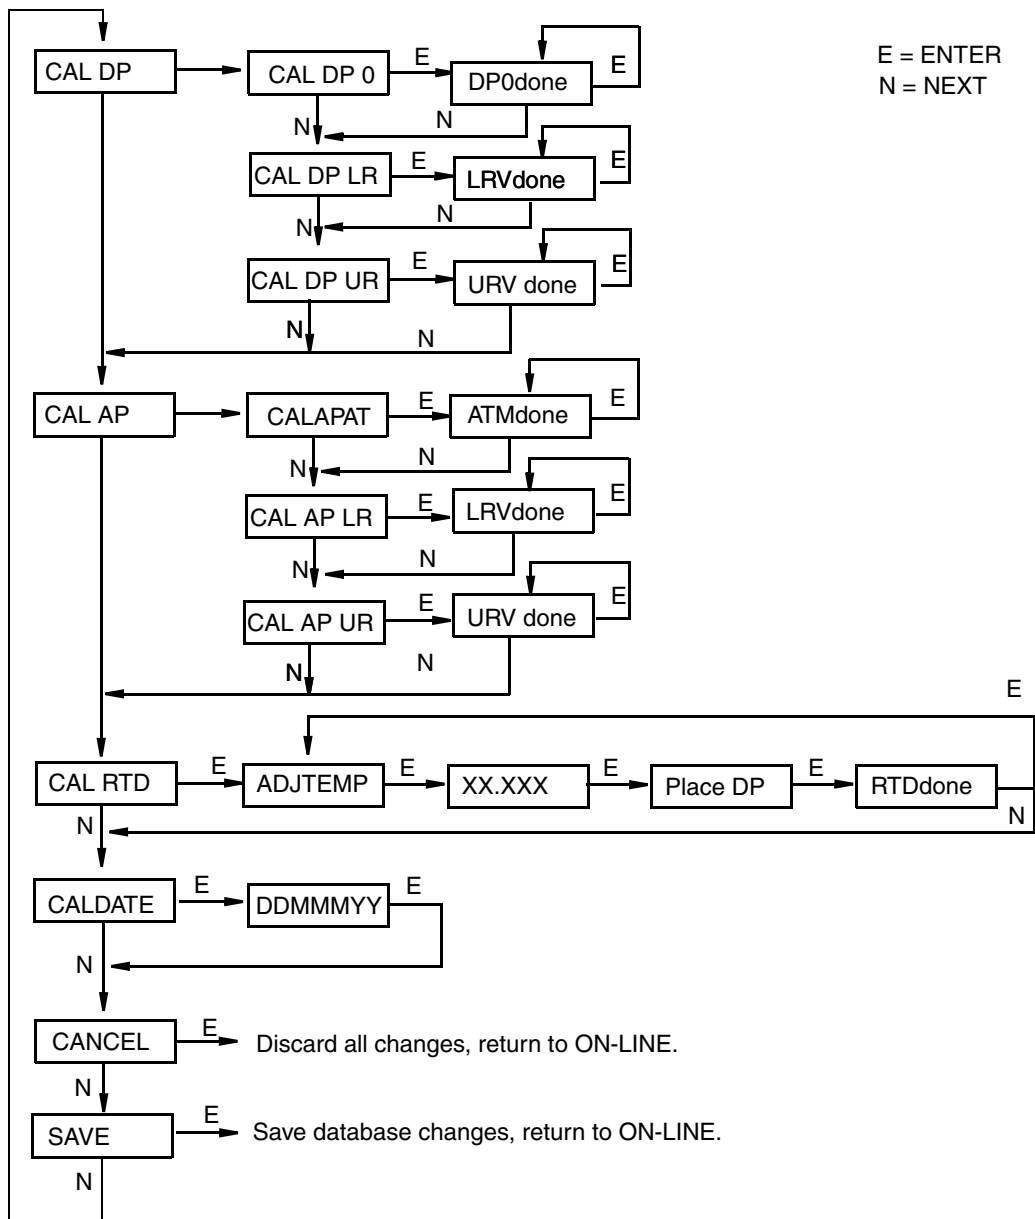 E = ENTER
N = NEXT
CAL DP
CAL DP 0
E
DP0done
E
N
N
CAL DP LR
E
LRVdone
E
N
N
CAL DP UR
E
URV done
E
N
N
CAL AP
CALAPAT
E
ATMdone
E
N
N
CAL AP LR
E
LRVdone
E
N
N
CAL AP UR
E
URV done
E
N
N
E
CAL RTD
E
ADJTEMP
E
XX.XXX
E
Place DP
E
RTDdone
N
N
CALDATE
E
DDMMMYY
E
N
CANCEL
E
Discard all changes, return to ON-LINE.
N
SAVE
E
Save database changes, return to ON-LINE.
N